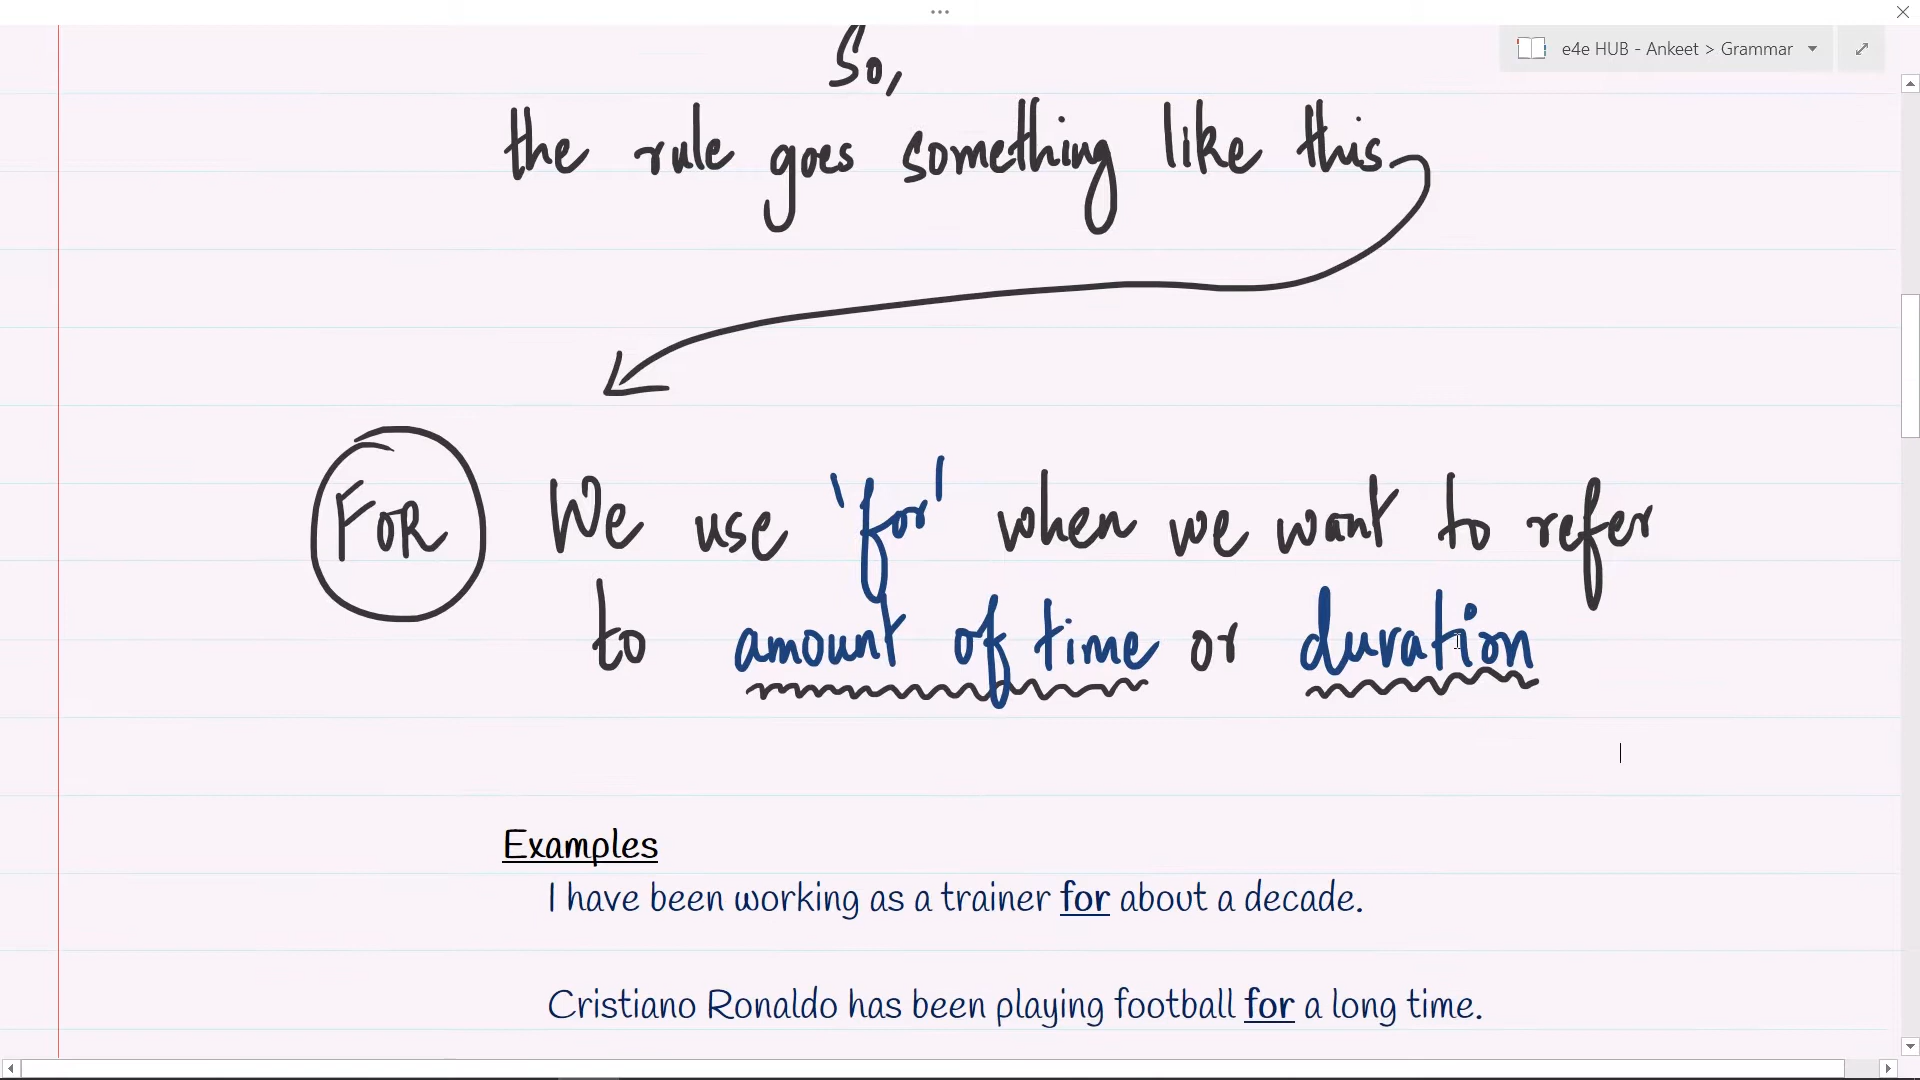 e4e HUB - Ankeet > Grammar
So,
the rule goes something like this
FOR We use 'for' when we want to refer
to amount of time or duration
Examples
I have been working as a trainer for about a decade.
Cristiano Ronaldo has been playing football for a long time.